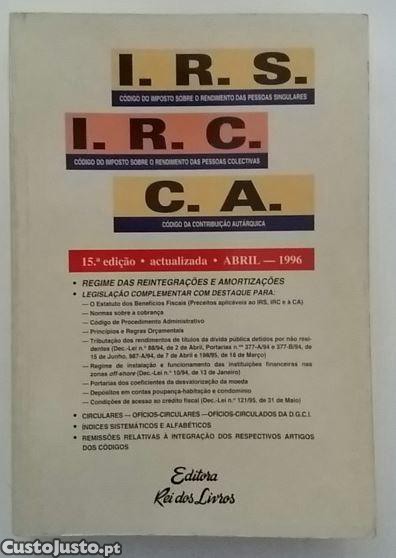 I. R. S.
CÓDIGO DO IMPOSTO SOBRE O RENDIMENTO DAS PESSOAS SINGULARES
I. R. C.
CÓDIGO DO IMPOSTO SOBRE O RENDIMENTO DAS PESSOAS COLECTIVAS
C. A.
CÓDIGO DA CONTRIBUIÇÃO AUTÁRQUICA
15.ª edição • actualizada • ABRIL — 1996
• REGIME DAS REINTEGRAÇÕES E AMORTIZAÇÕES
• LEGISLAÇÃO COMPLEMENTAR COM DESTAQUE PARA:
— O Estatuto dos Benefícios Fiscais (Preceitos aplicáveis ao IRS, IRC e à CA)
— Normas sobre a cobrança
— Código de Procedimento Administrativo
— Princípios e Regras Orçamentais
— Tributação dos rendimentos de títulos da dívida pública detidos por não resi-
dentes (Dec.-Lei n.º 88/94, de 2 de Abril, Portarias n.ºs 377-A/94 e 377-B/94, de
15 de Junho, 987-A/94, de 7 de Abril e 198/95, de 16 de Março)
— Regime de instalação e funcionamento das instituições financeiras nas
zonas off-shore (Dec.-Lei n.º 10/94, de 13 de Janeiro)
— Portarias dos coeficientes da desvalorização da moeda
— Depósitos em contas poupança-habitação e condomínio
— Condições de acesso ao crédito fiscal (Dec.-Lei n.º 121/95, de 31 de Maio)
• CIRCULARES — OFÍCIOS-CIRCULARES — OFÍCIOS-CIRCULADOS DA D.G.C.I.
• ÍNDICES SISTEMÁTICOS E ALFABÉTICOS
• REMISSÕES RELATIVAS À INTEGRAÇÃO DOS RESPECTIVOS ARTIGOS
DOS CÓDIGOS
Editora
Rei dos Livros
CustoJusto.pt